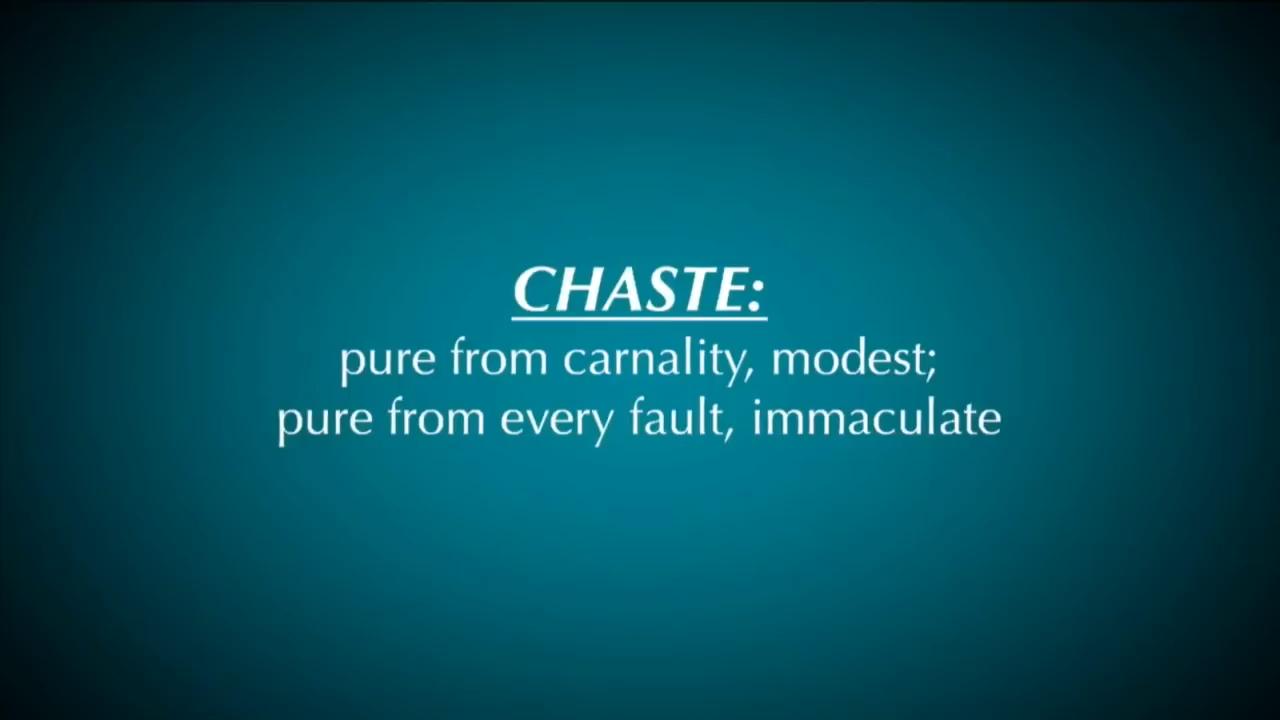 CHASTE:
pure from carnality, modest;
pure from every fault, immaculate